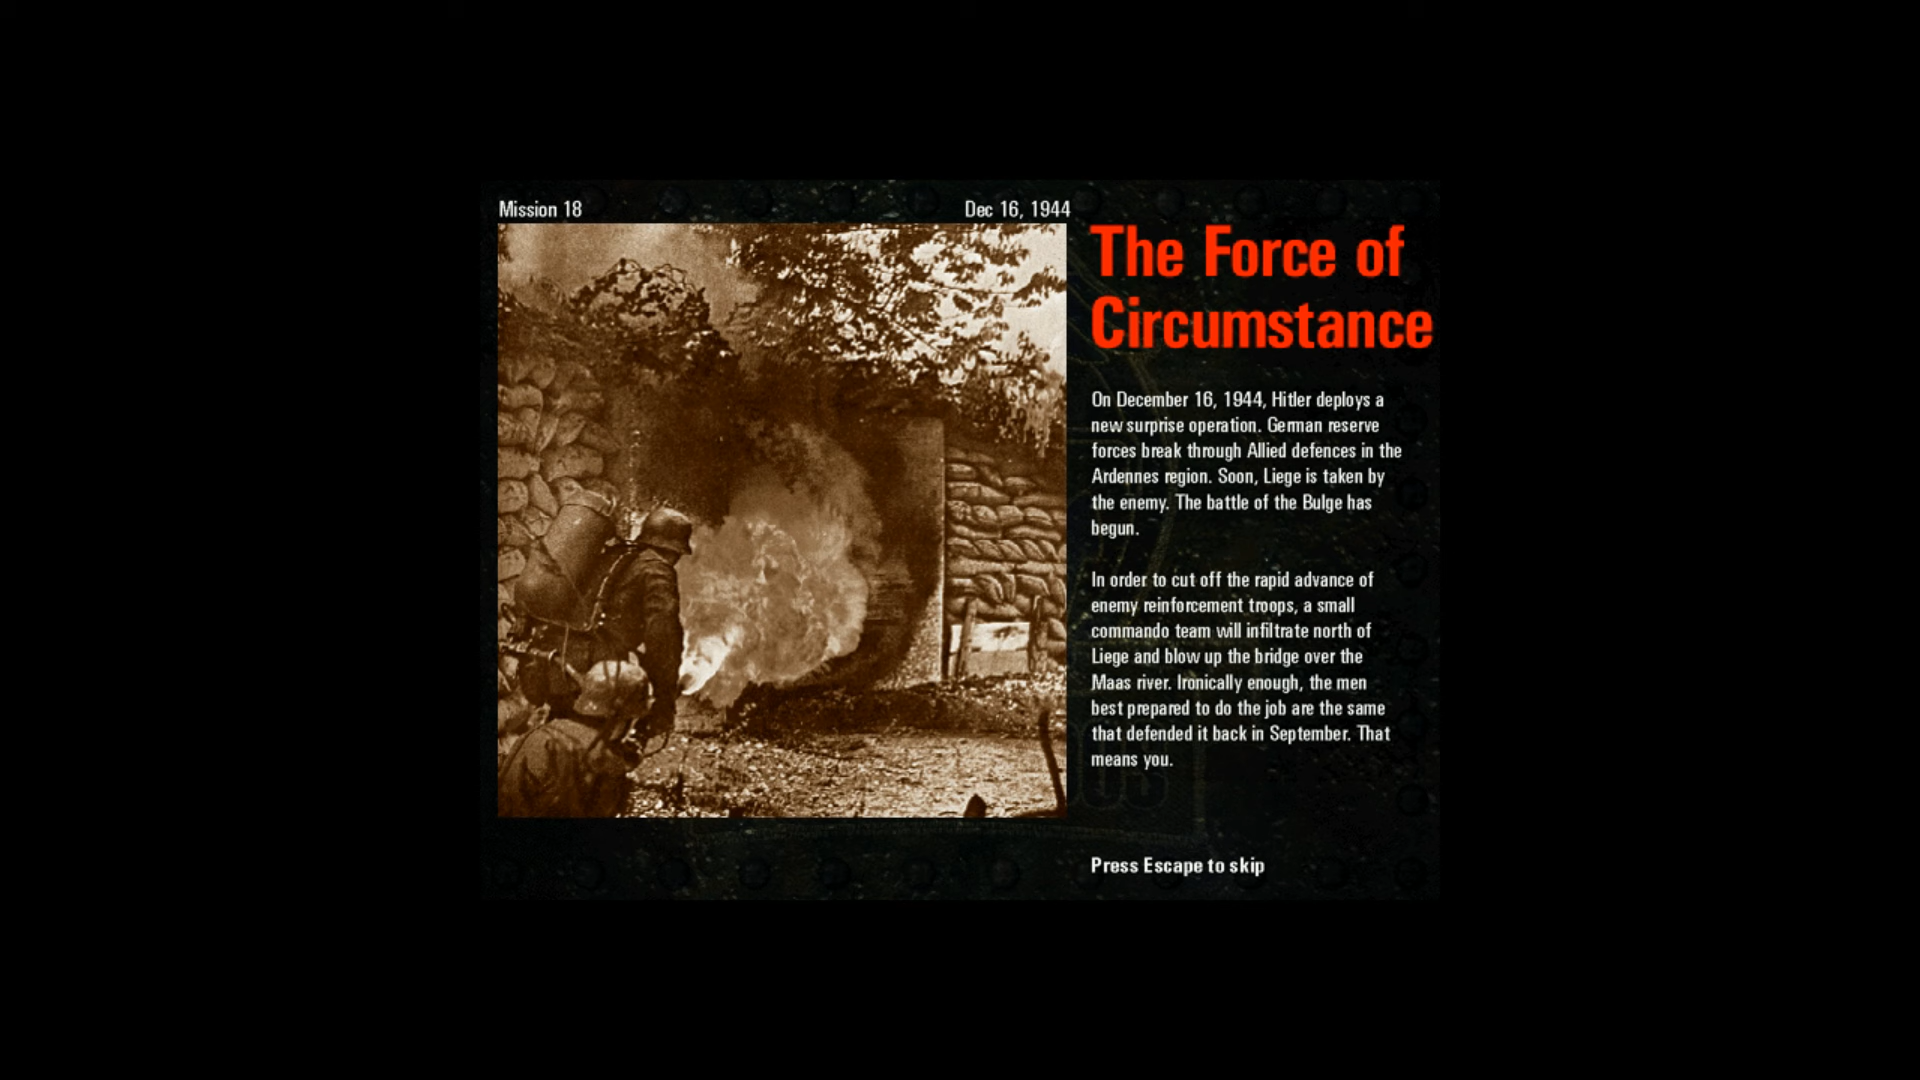 Mission 18
Dec 16, 1944
The Force of
Circumstance
On December 16, 1944, Hitler deploys a
new surprise operation. German reserve
forces break through Allied defences in the
Ardennes region. Soon, Liege is taken by
the enemy. The battle of the Bulge has
begun.
In order to cut off the rapid advance of
enemy reinforcement troops, a small
commando team will infiltrate north of
Liege and blow up the bridge over the
Maas river. Ironically enough, the men
best prepared to do the job are the same
that defended it back in September. That
means you.
Press Escape to skip